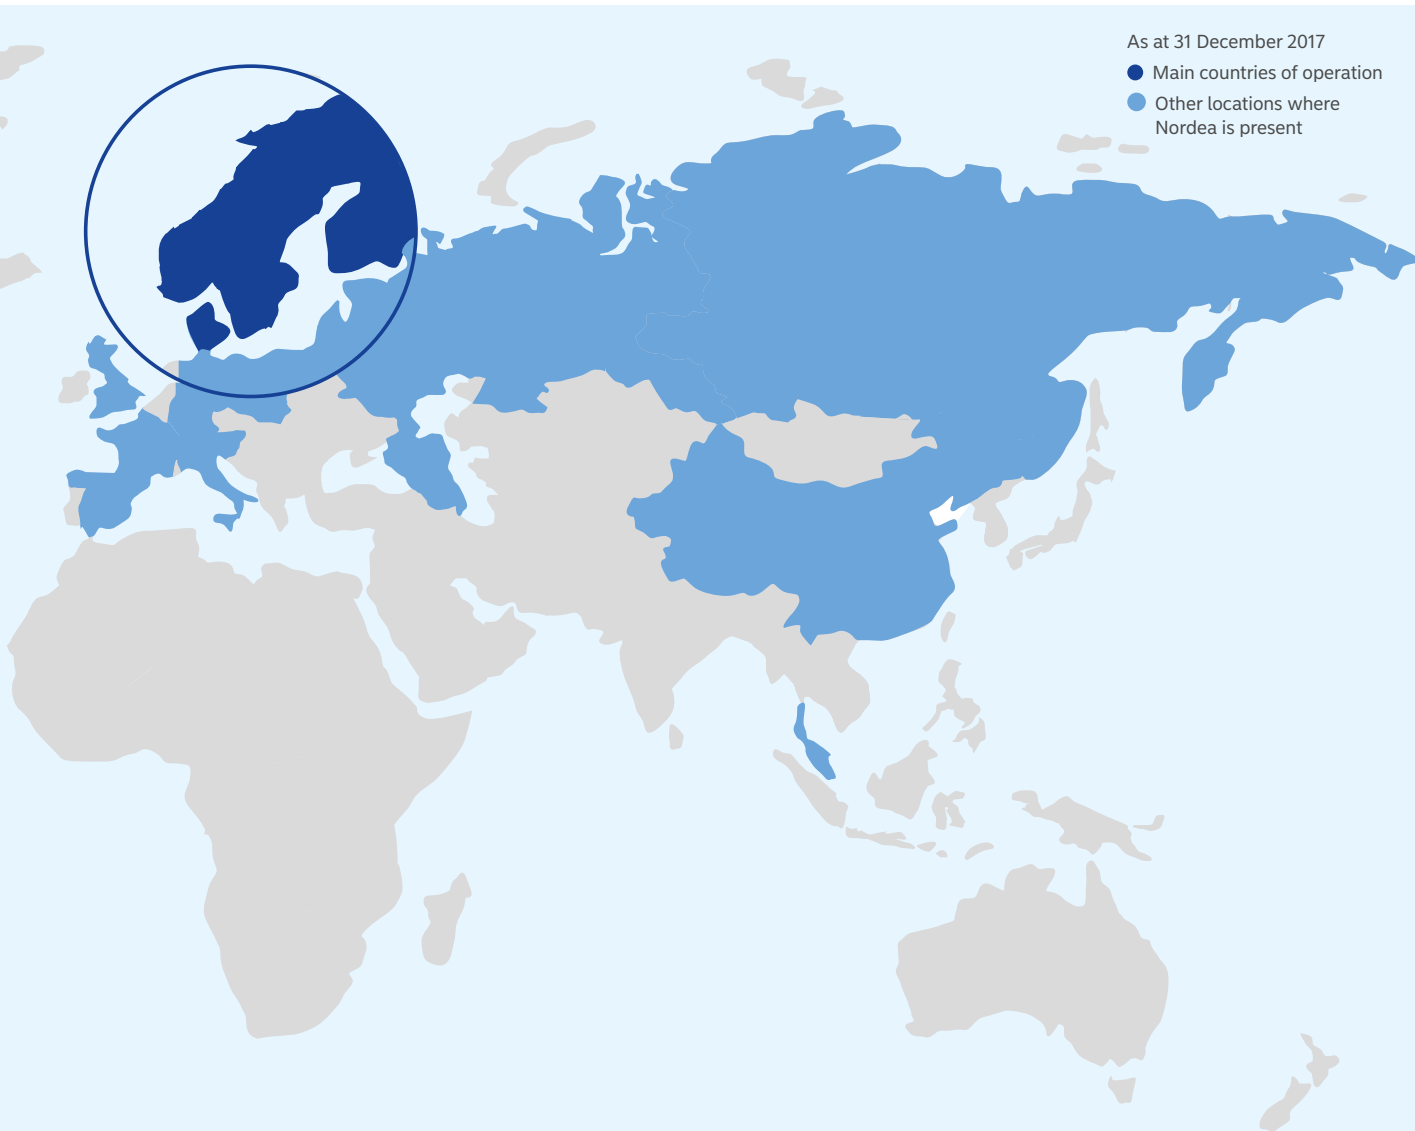 As at 31 December 2017
Main countries of operation
Other locations where
Nordea is present